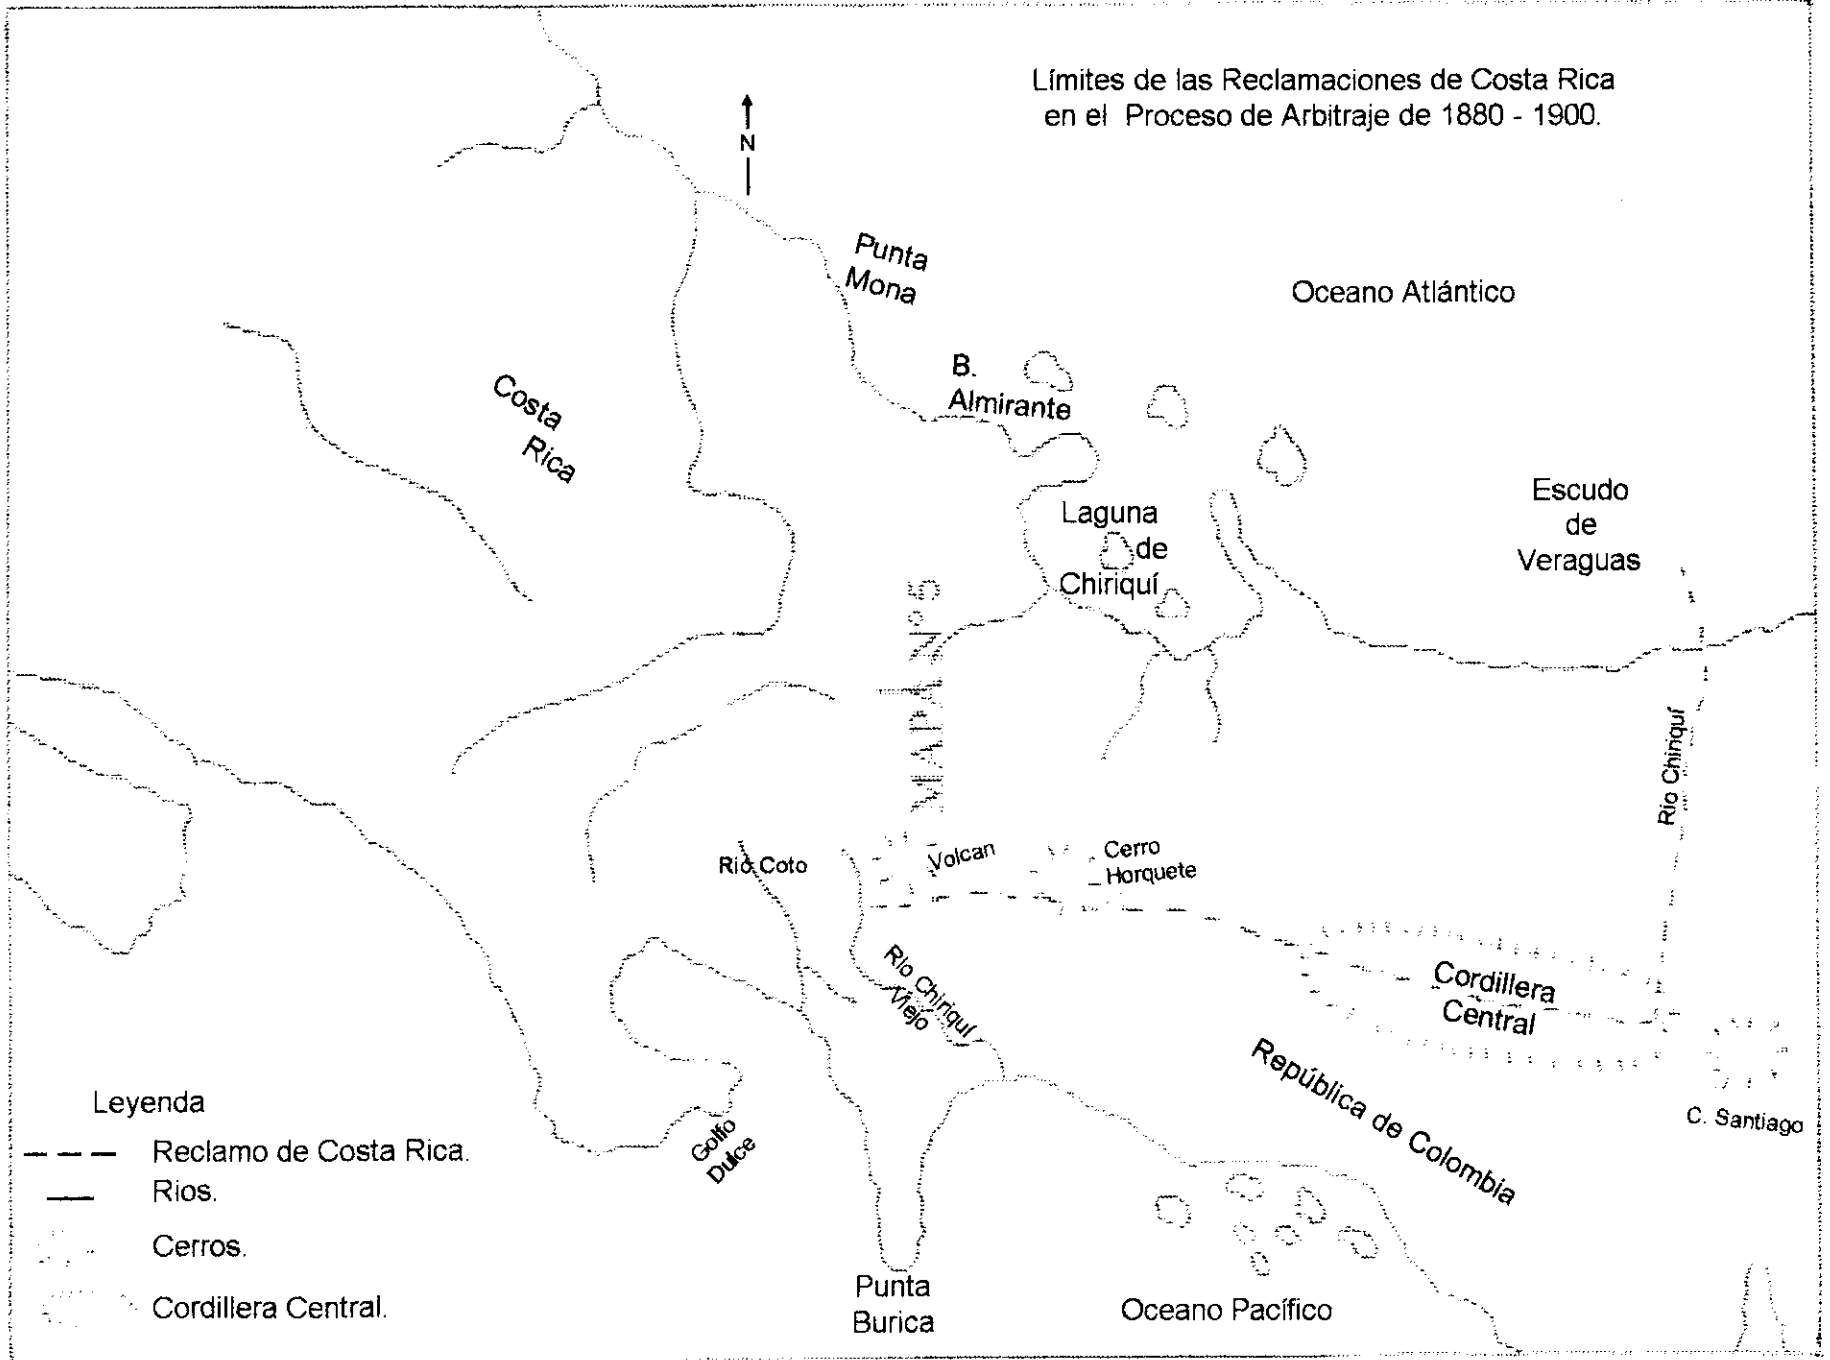 Límites de las Reclamaciones de Costa Rica
en el Proceso de Arbitraje de 1880 - 1900.
N
Punta
Mona
Oceano Atlántico
B.
Almirante
Costa
Rica
Escudo
de
Veraguas
Laguna
de
Chiriquí
MAPA N° 5
Rio Chiriquí
Rio Coto
Volcan
Cerro
Horquete
Rio Chiriquí
Viejo
Cordillera
Central
República de Colombia
C. Santiago
Golfo
Dulce
Leyenda
Reclamo de Costa Rica.
Rios.
Cerros.
Cordillera Central.
Punta
Burica
Oceano Pacífico